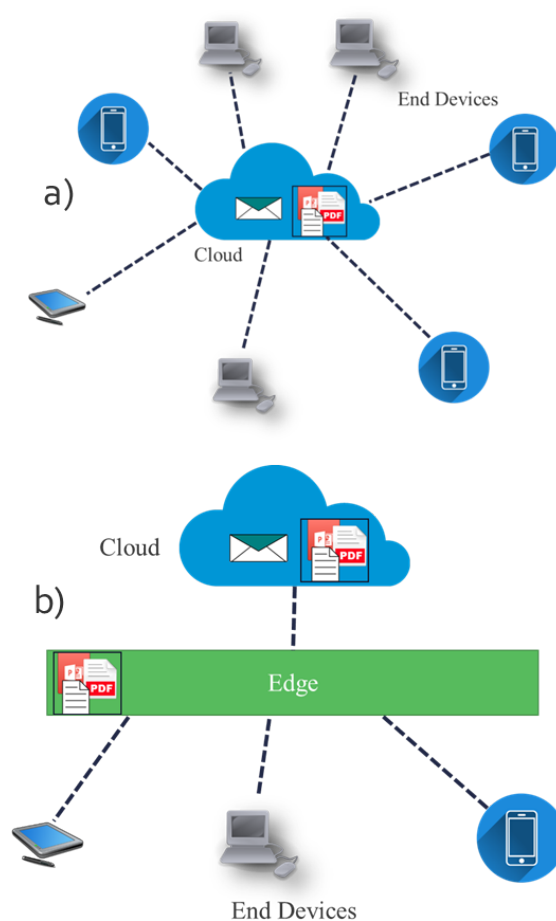 End Devices
a)
PDF
Cloud
Cloud
P
PDF
b)
P
PDF
Edge
End Devices